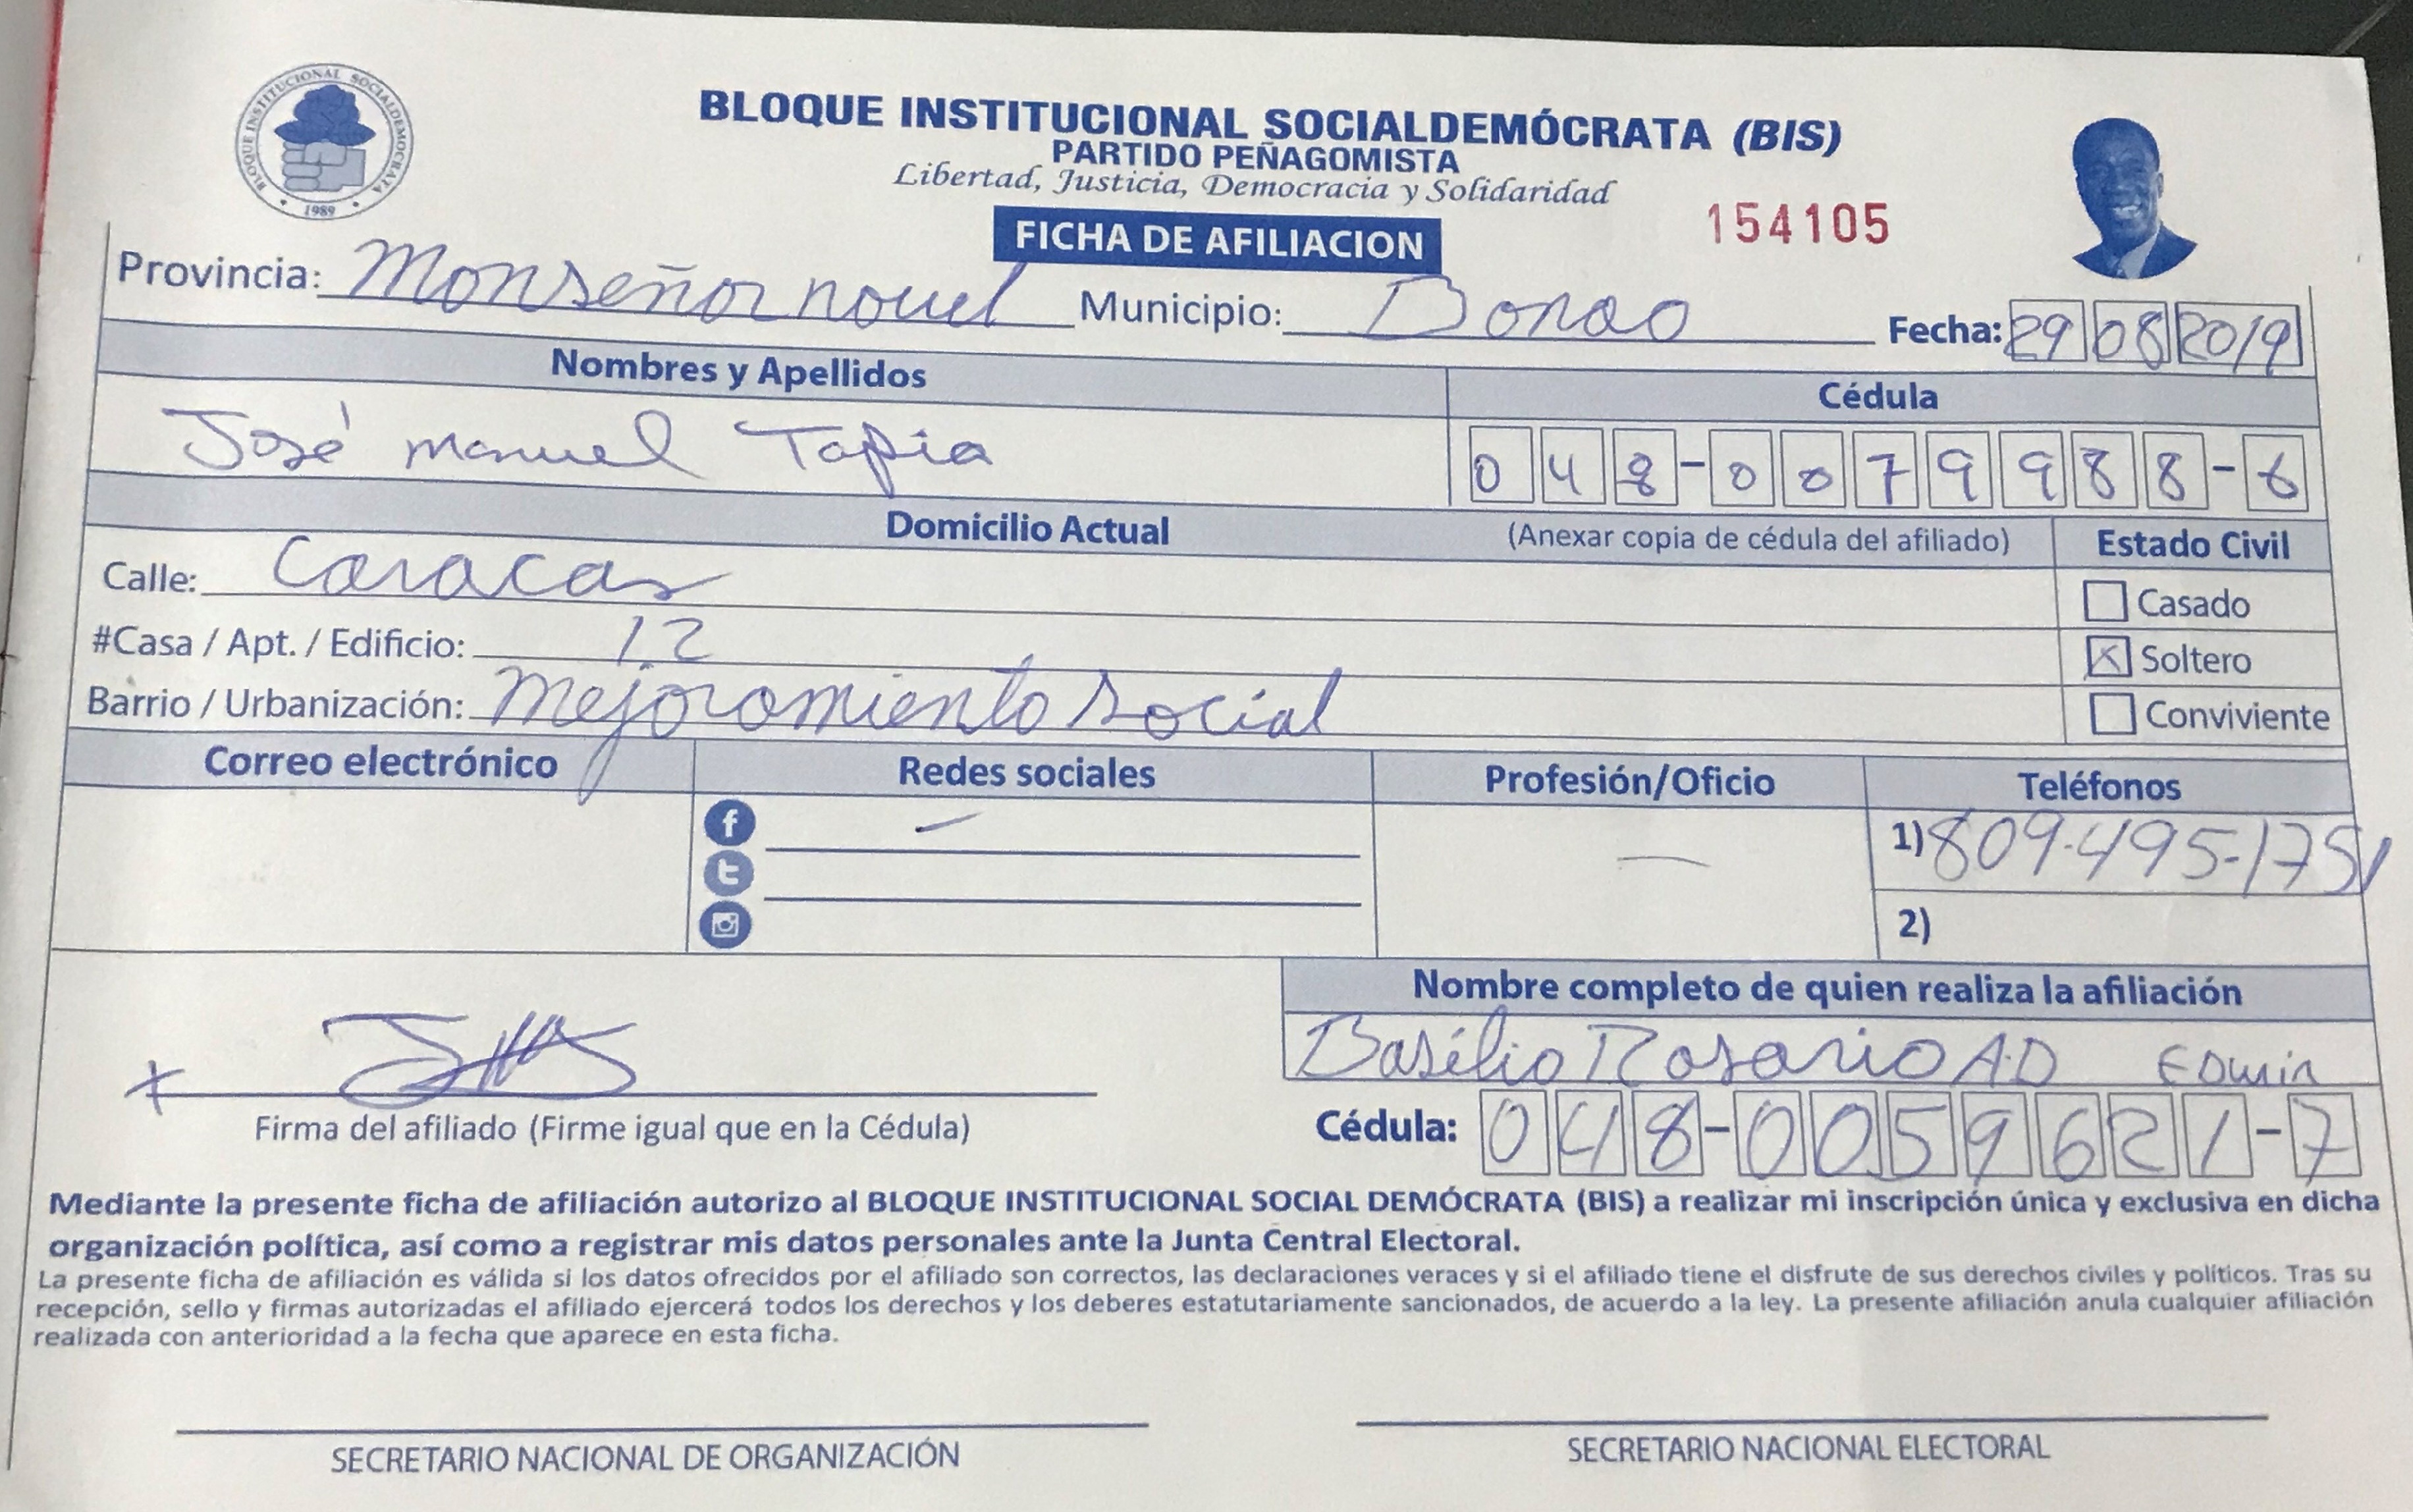 BLOQUE INSTITUCIONAL SOCIALDEMOCRATA
1989
BLOQUE INSTITUCIONAL SOCIALDEMÓCRATA (BIS)
PARTIDO PEÑAGOMISTA
Libertad, Justicia, Democracia y Solidaridad
FICHA DE AFILIACION
154105
Provincia: Monseñor nouel Municipio: Bonao Fecha: 29 08 2019
Nombres y Apellidos Cédula
José manuel Tapia 048-0079988-6
Domicilio Actual (Anexar copia de cédula del afiliado) Estado Civil
Calle: Caracas Casado
#Casa / Apt. / Edificio: 12 Soltero
Barrio / Urbanización: Mejoramiento Social Conviviente
Correo electrónico Redes sociales Profesión/Oficio Teléfonos
f — — 1) 809-495-1751
t
2)
Nombre completo de quien realiza la afiliación
Basilio Rosario A.D Edwin
Firma del afiliado (Firme igual que en la Cédula) Cédula: 048-0059621-7
Mediante la presente ficha de afiliación autorizo al BLOQUE INSTITUCIONAL SOCIAL DEMÓCRATA (BIS) a realizar mi inscripción única y exclusiva en dicha
organización política, así como a registrar mis datos personales ante la Junta Central Electoral.
La presente ficha de afiliación es válida si los datos ofrecidos por el afiliado son correctos, las declaraciones veraces y si el afiliado tiene el disfrute de sus derechos civiles y políticos. Tras su
recepción, sello y firmas autorizadas el afiliado ejercerá todos los derechos y los deberes estatutariamente sancionados, de acuerdo a la ley. La presente afiliación anula cualquier afiliación
realizada con anterioridad a la fecha que aparece en esta ficha.
SECRETARIO NACIONAL DE ORGANIZACIÓN SECRETARIO NACIONAL ELECTORAL